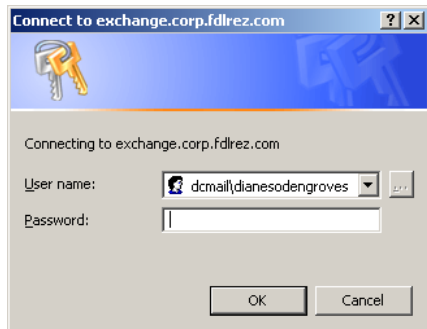 Connect to exchange.corp.fdlrez.com
Connecting to exchange.corp.fdlrez.com
User name: dcmail\dianesodengroves ...
Password:
OK Cancel